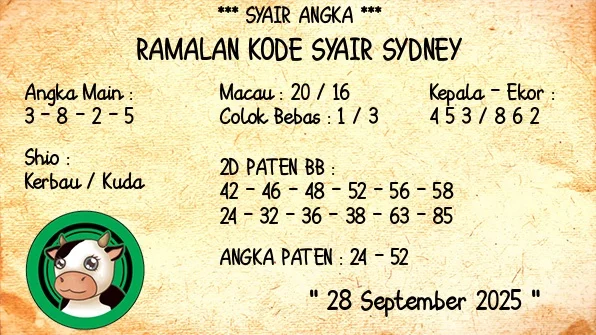 *** SYAIR ANGKA ***
RAMALAN KODE SYAIR SYDNEY
Angka Main :
3 - 8 - 2 - 5
Macau : 20 / 16
Colok Bebas : 1 / 3
Kepala - Ekor :
4 5 3 / 8 6 2
Shio :
Kerbau / Kuda
2D PATEN BB :
42 - 46 - 48 - 52 - 56 - 58
24 - 32 - 36 - 38 - 63 - 85
ANGKA PATEN : 24 - 52
" 28 September 2025 "